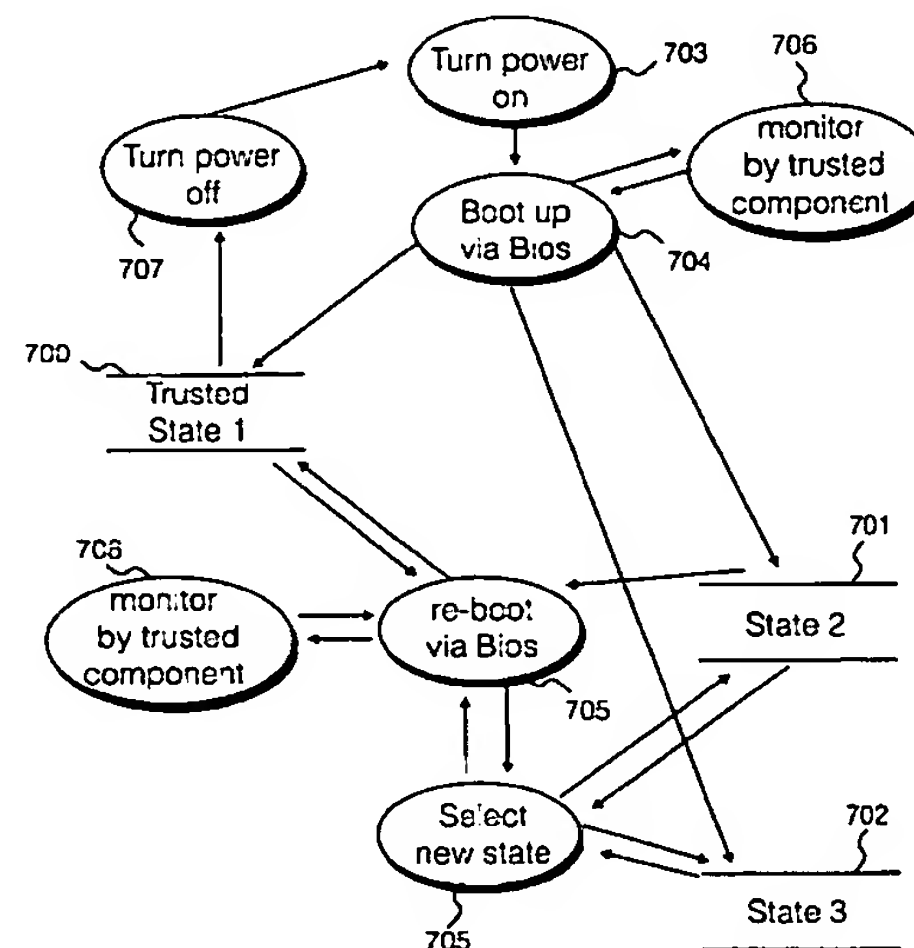 706
Turn power
on
703
monitor
by trusted
component
Turn power
off
Boot up
via Bios
704
707
700
Trusted
State 1
701
State 2
708
monitor
by trusted
component
re-boot
via Bios
705
Select
new state
705
702
State 3